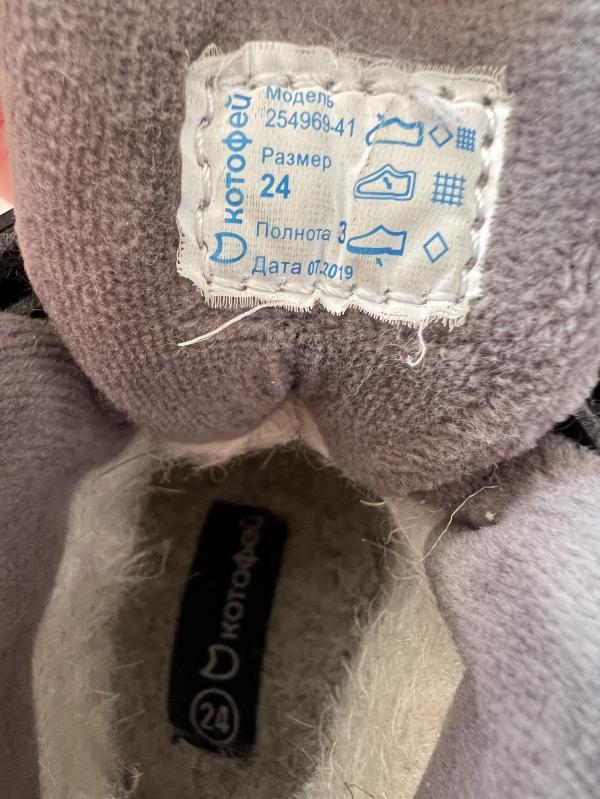 котофей
Модель
254969-41
Размер
24
Полнота 3
Дата 07.2019
котофей
24